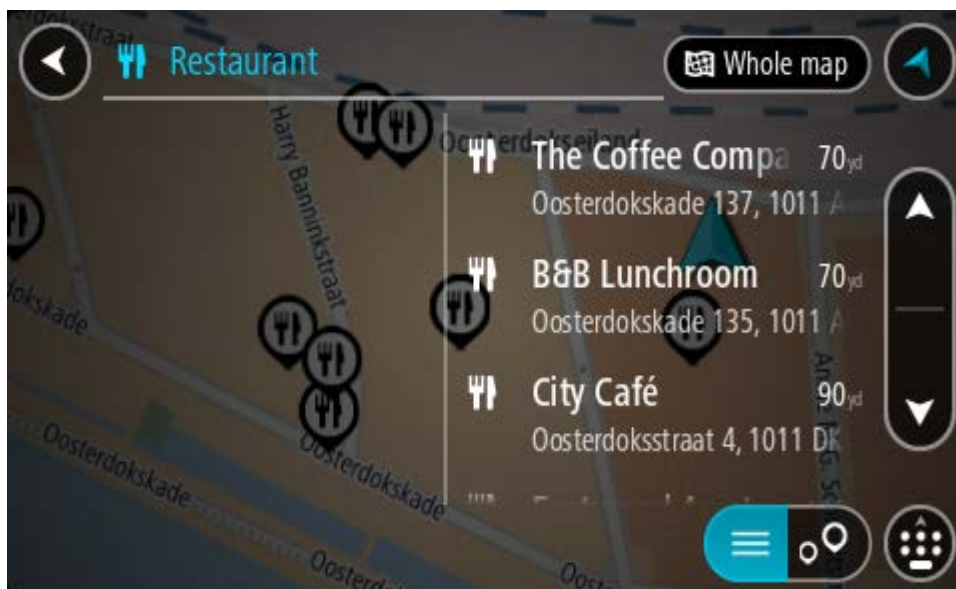 Restaurant
Whole map
Harry Banninkstraat
Oosterdokseiland
The Coffee Compa 70yd
Oosterdokskade 137, 1011 A
B&B Lunchroom 70yd
Oosterdokskade 135, 1011 A
City Café 90yd
Oosterdoksstraat 4, 1011 DK
Oosterdokskade
Oosterdokskade